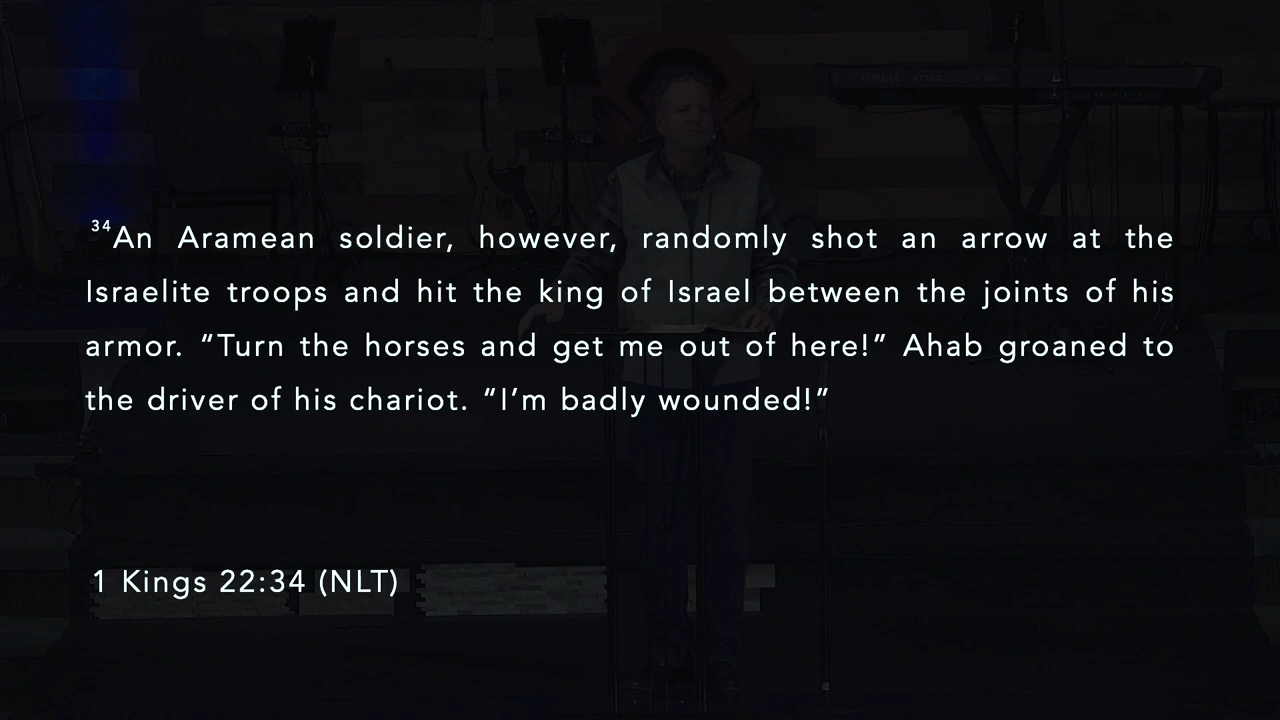 ³⁴An Aramean soldier, however, randomly shot an arrow at the
Israelite troops and hit the king of Israel between the joints of his
armor. “Turn the horses and get me out of here!” Ahab groaned to
the driver of his chariot. “I’m badly wounded!”
1 Kings 22:34 (NLT)